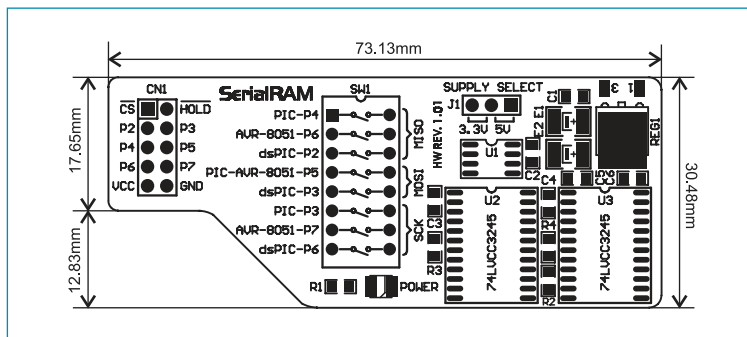 73.13mm
17.65mm
12.83mm
30.48mm
CN1
CS HOLD
P2 P3
P4 P5
P6 P7
VCC GND
SerialRAM
SW1
PIC-P4
AVR-8051-P6
dsPIC-P2
PIC-AVR-8051-P5
dsPIC-P3
PIC-P3
AVR-8051-P7
dsPIC-P6
MISO
MOSI
SCK
R1
POWER
SUPPLY SELECT
J1
3.3V 5V
HW REV. 1.01
U1
C1
E2 E1
C2
3 1
REG1
C3
R3
U2
74LVCC3245
C4
R4
R2
C5
C6
U3
74LVCC3245